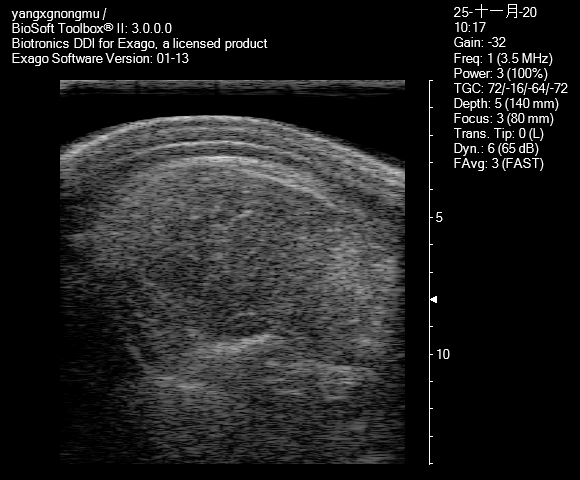 yangxgnongmu /
BioSoft Toolbox® II: 3.0.0.0
Biotronics DDI for Exago, a licensed product
Exago Software Version: 01-13
25-十一月-20
10:17
Gain: -32
Freq: 1 (3.5 MHz)
Power: 3 (100%)
TGC: 72/-16/-64/-72
Depth: 5 (140 mm)
Focus: 3 (80 mm)
Trans. Tip: 0 (L)
Dyn.: 6 (65 dB)
FAvg: 3 (FAST)
5
10